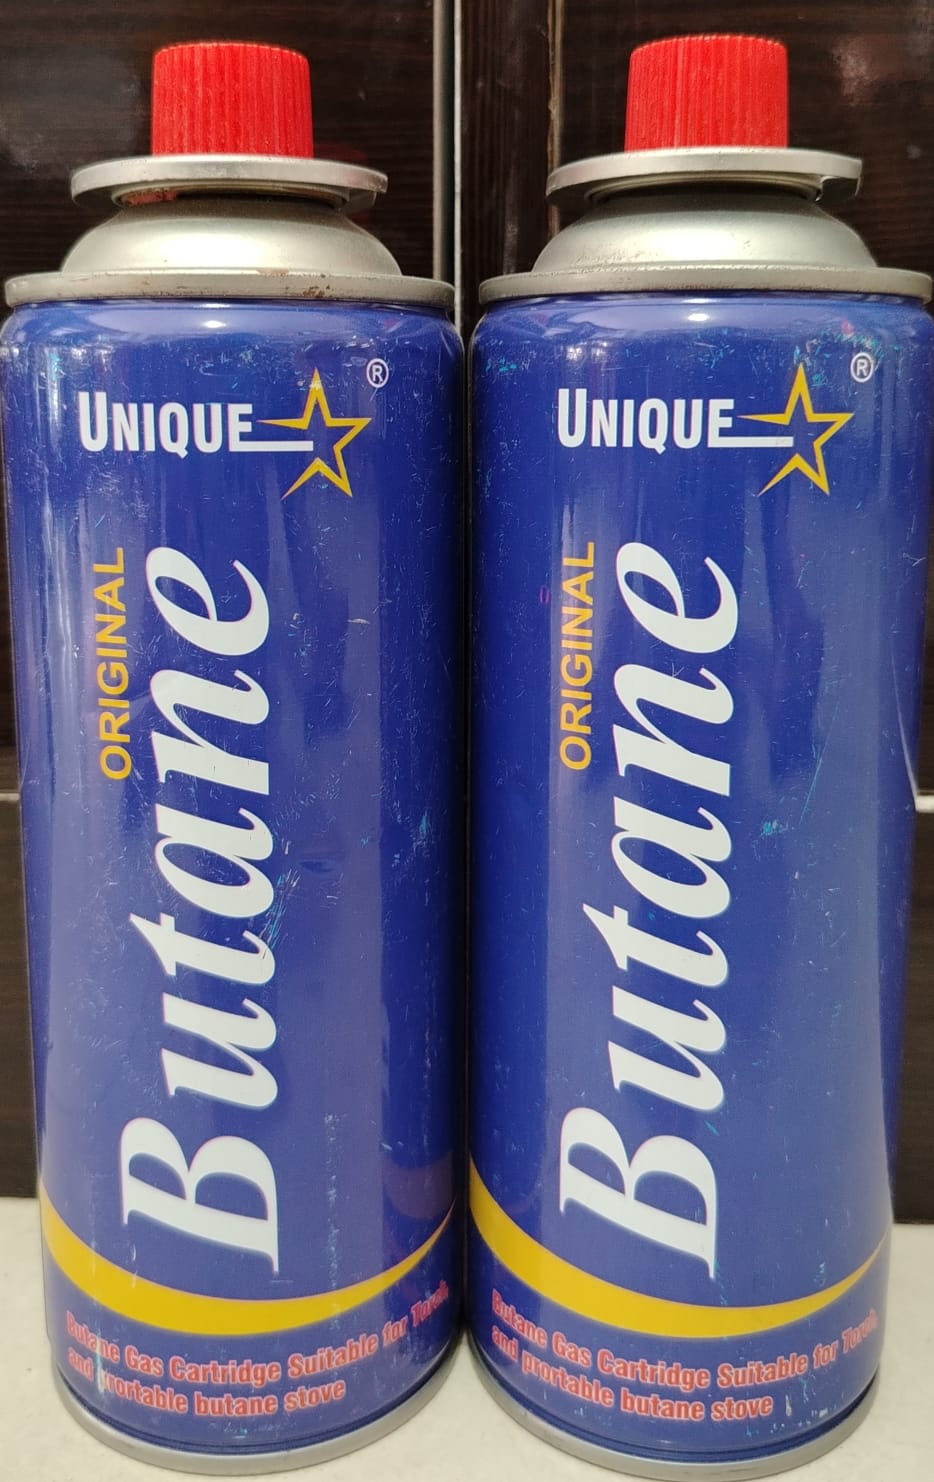 UNIQUE ®
ORIGINAL
Butane
Butane Gas Cartridge Suitable for Torch
and prortable butane stove
UNIQUE ®
ORIGINAL
Butane
Butane Gas Cartridge Suitable for Torch
and prortable butane stove